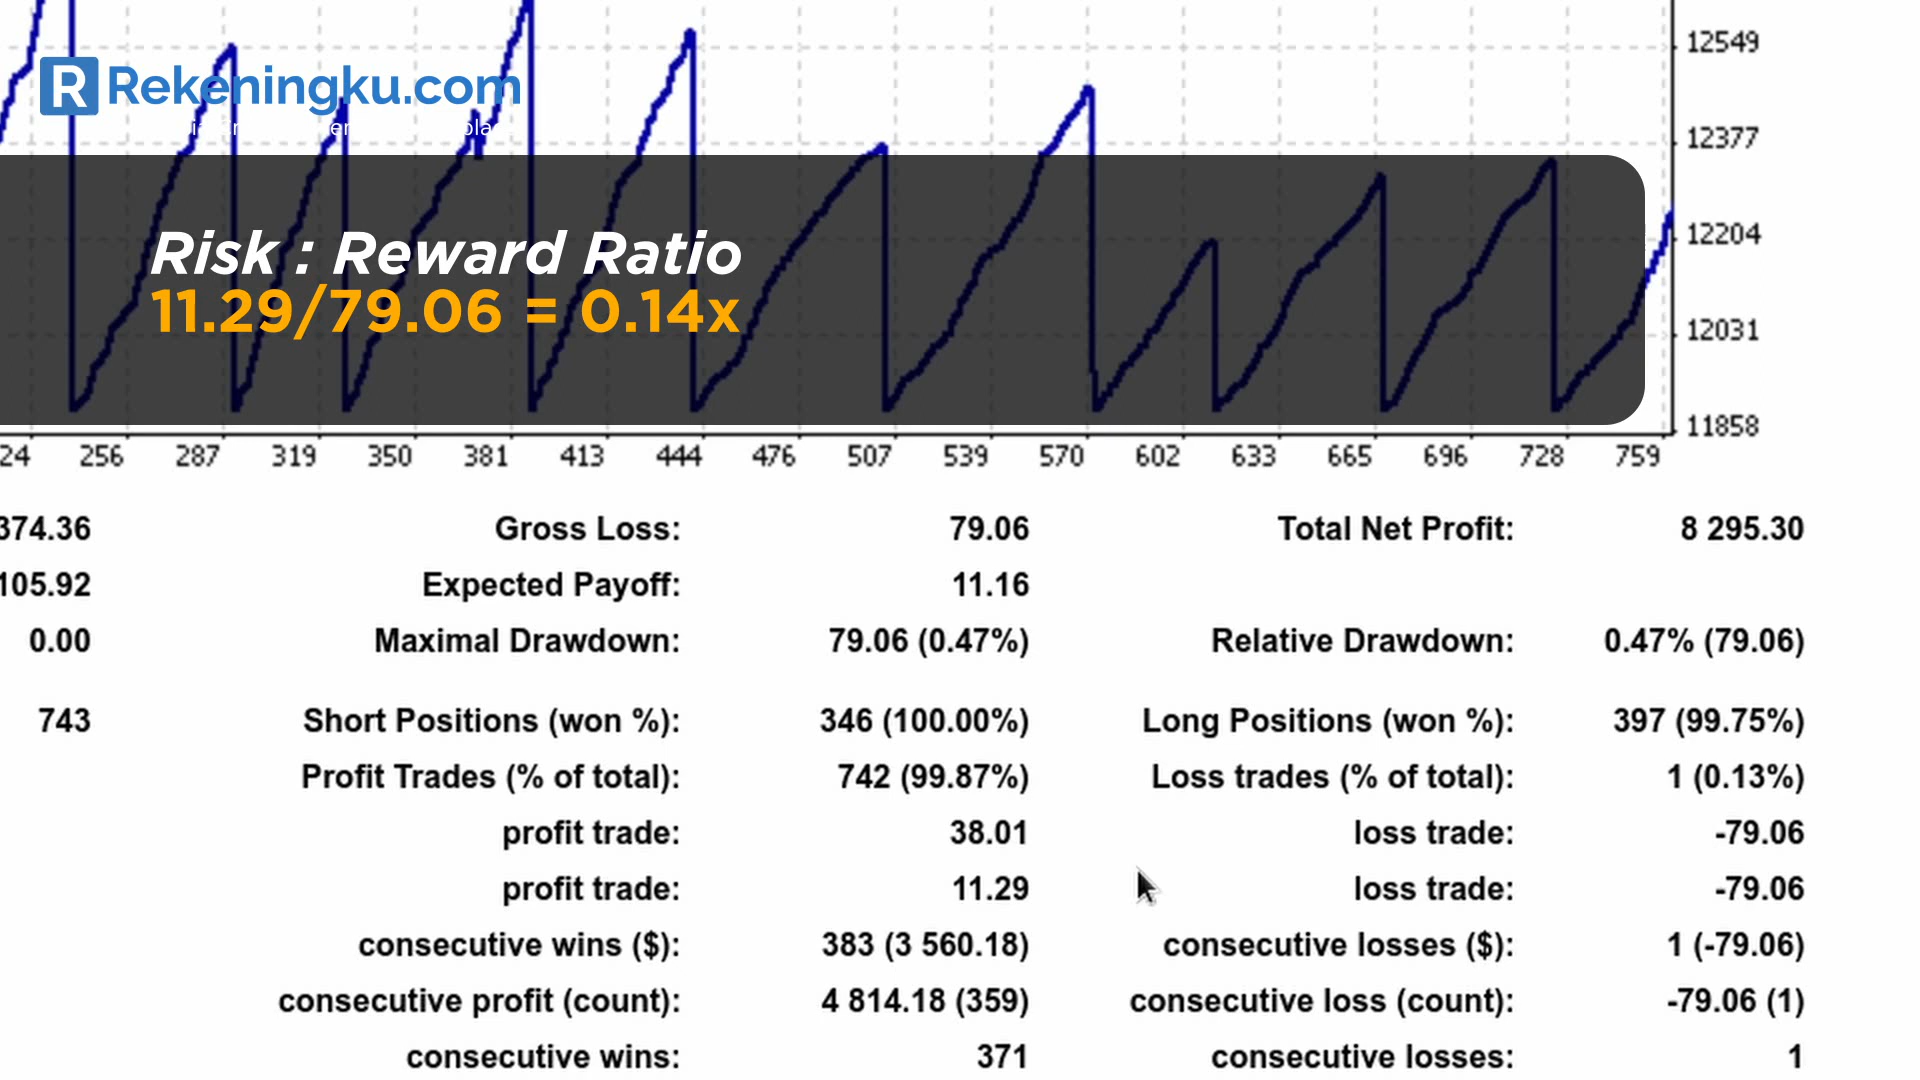 12549
R Rekeningku.com
12377
Risk : Reward Ratio
12204
11.29/79.06 = 0.14x
12031
11858
24 256 287 319 350 381 413 444 476 507 539 570 602 633 665 696 728 759
374.36 Gross Loss: 79.06 Total Net Profit: 8 295.30
105.92 Expected Payoff: 11.16
0.00 Maximal Drawdown: 79.06 (0.47%) Relative Drawdown: 0.47% (79.06)
743 Short Positions (won %): 346 (100.00%) Long Positions (won %): 397 (99.75%)
Profit Trades (% of total): 742 (99.87%) Loss trades (% of total): 1 (0.13%)
profit trade: 38.01 loss trade: -79.06
profit trade: 11.29 loss trade: -79.06
consecutive wins ($): 383 (3 560.18) consecutive losses ($): 1 (-79.06)
consecutive profit (count): 4 814.18 (359) consecutive loss (count): -79.06 (1)
consecutive wins: 371 consecutive losses: 1